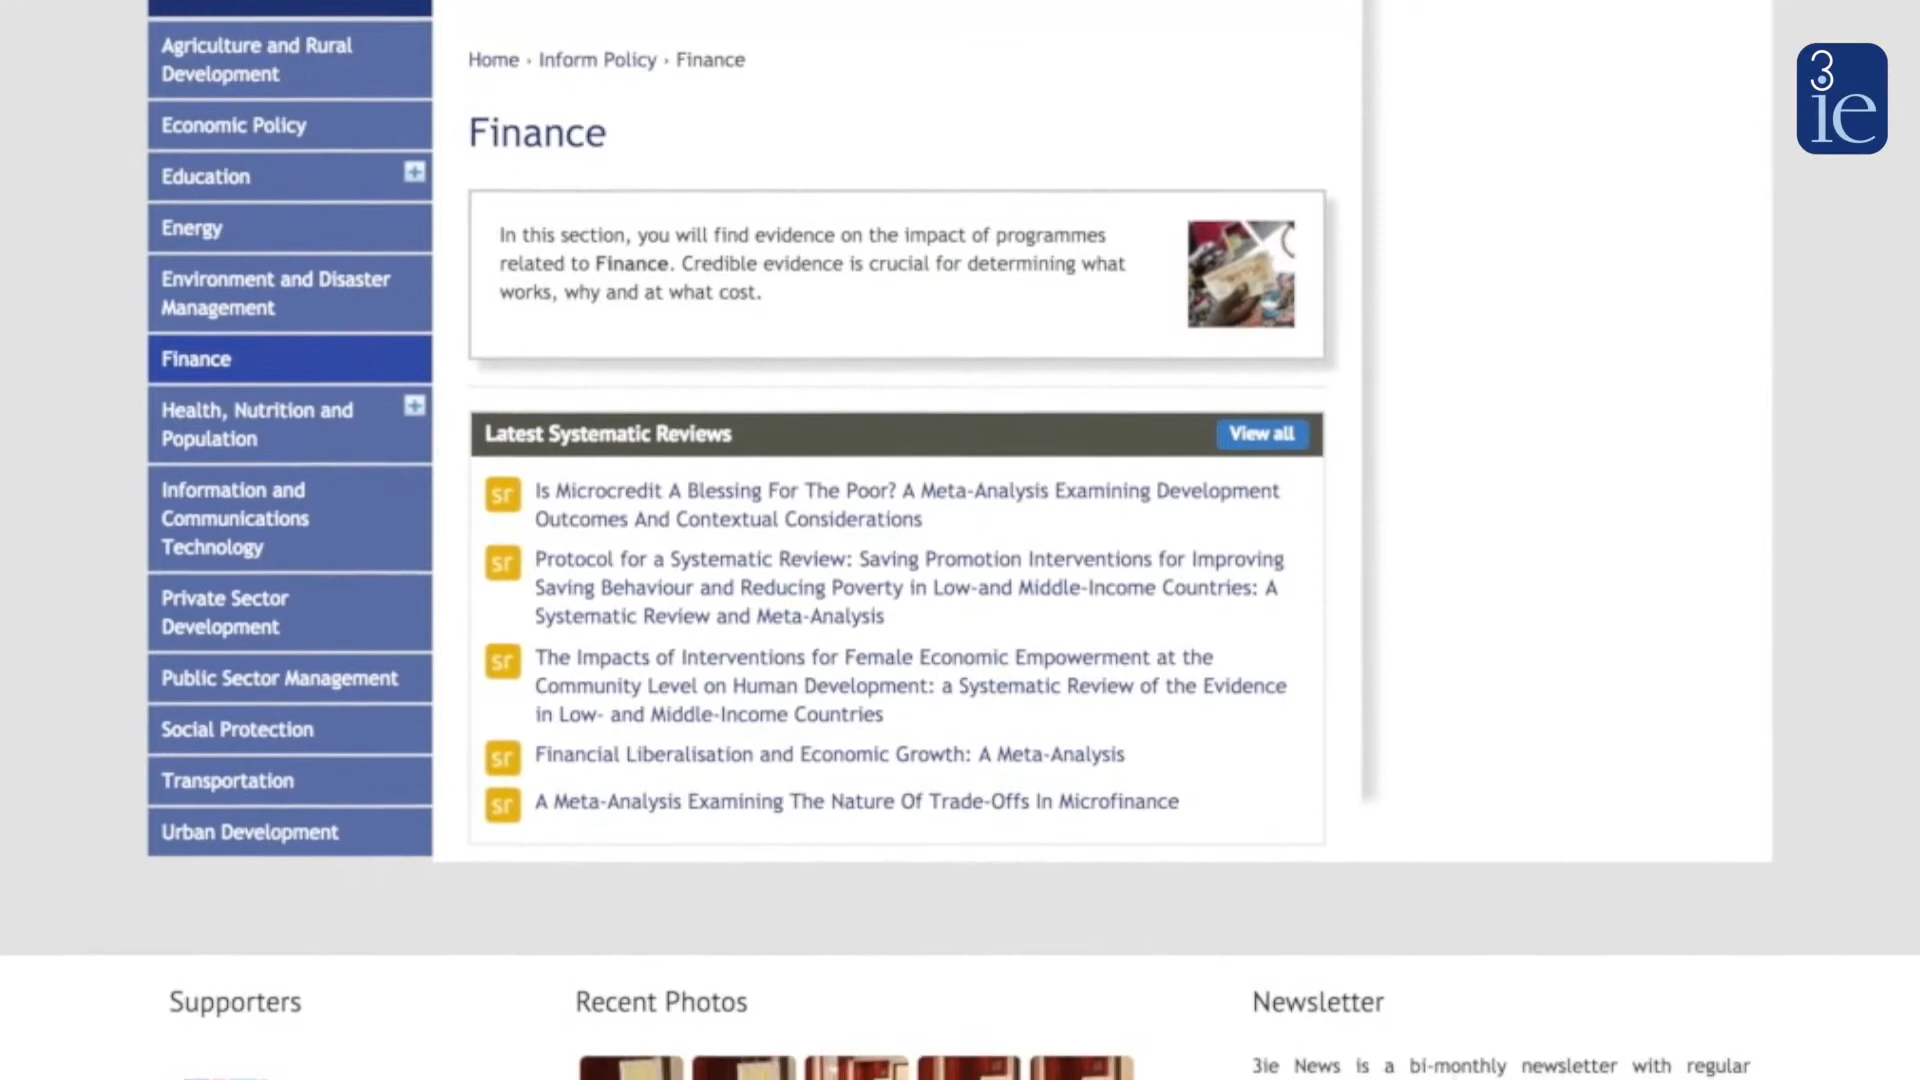 Agriculture and Rural
Development
Economic Policy
Education
Energy
Environment and Disaster
Management
Finance
Health, Nutrition and
Population
Information and
Communications
Technology
Private Sector
Development
Public Sector Management
Social Protection
Transportation
Urban Development
Home › Inform Policy › Finance
Finance
In this section, you will find evidence on the impact of programmes
related to Finance. Credible evidence is crucial for determining what
works, why and at what cost.
Latest Systematic Reviews
View all
sr
Is Microcredit A Blessing For The Poor? A Meta-Analysis Examining Development
Outcomes And Contextual Considerations
sr
Protocol for a Systematic Review: Saving Promotion Interventions for Improving
Saving Behaviour and Reducing Poverty in Low-and Middle-Income Countries: A
Systematic Review and Meta-Analysis
sr
The Impacts of Interventions for Female Economic Empowerment at the
Community Level on Human Development: a Systematic Review of the Evidence
in Low- and Middle-Income Countries
sr
Financial Liberalisation and Economic Growth: A Meta-Analysis
sr
A Meta-Analysis Examining The Nature Of Trade-Offs In Microfinance
3
ie
Supporters
Recent Photos
Newsletter
3ie News is a bi-monthly newsletter with regular